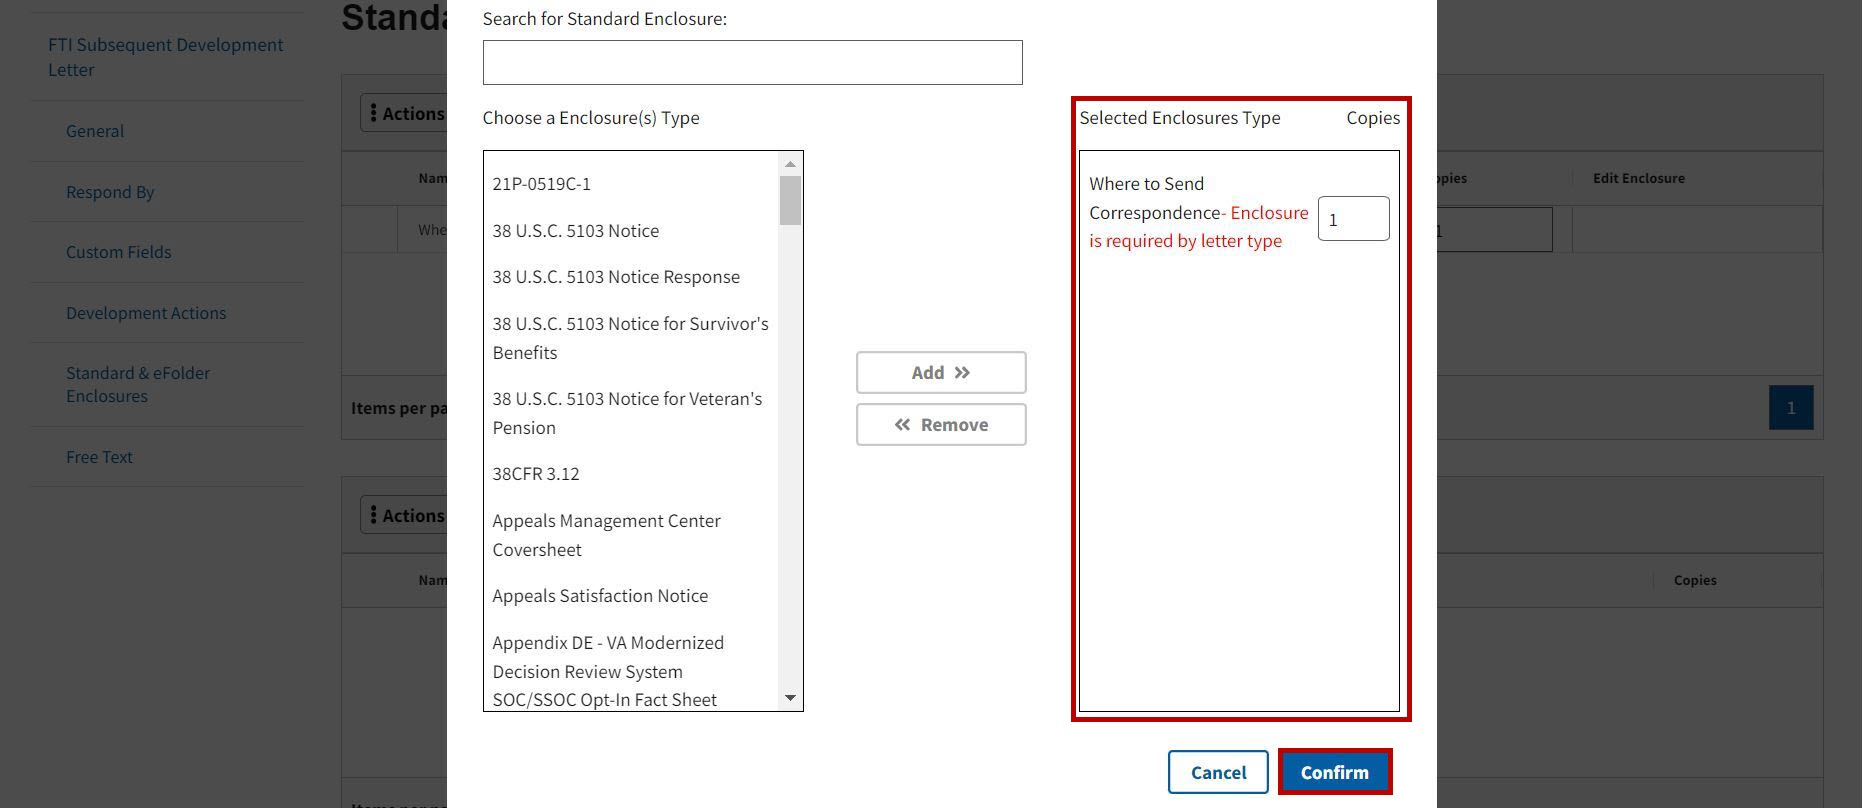 Search for Standard Enclosure:
FTI Subsequent Development
Letter
General
Respond By
Custom Fields
Development Actions
Standard & eFolder
Enclosures
Free Text
Actions
Items per
1
Actions
Copies
Edit Enclosure
1
Copies
Choose a Enclosure(s) Type
21P-0519C-1
38 U.S.C. 5103 Notice
38 U.S.C. 5103 Notice Response
38 U.S.C. 5103 Notice for Survivor's
Benefits
38 U.S.C. 5103 Notice for Veteran's
Pension
38CFR 3.12
Appeals Management Center
Coversheet
Appeals Satisfaction Notice
Appendix DE - VA Modernized
Decision Review System
SOC/SSOC Opt-In Fact Sheet
Add
Remove
Selected Enclosures Type Copies
Where to Send
Correspondence- Enclosure
is required by letter type
1
Cancel
Confirm